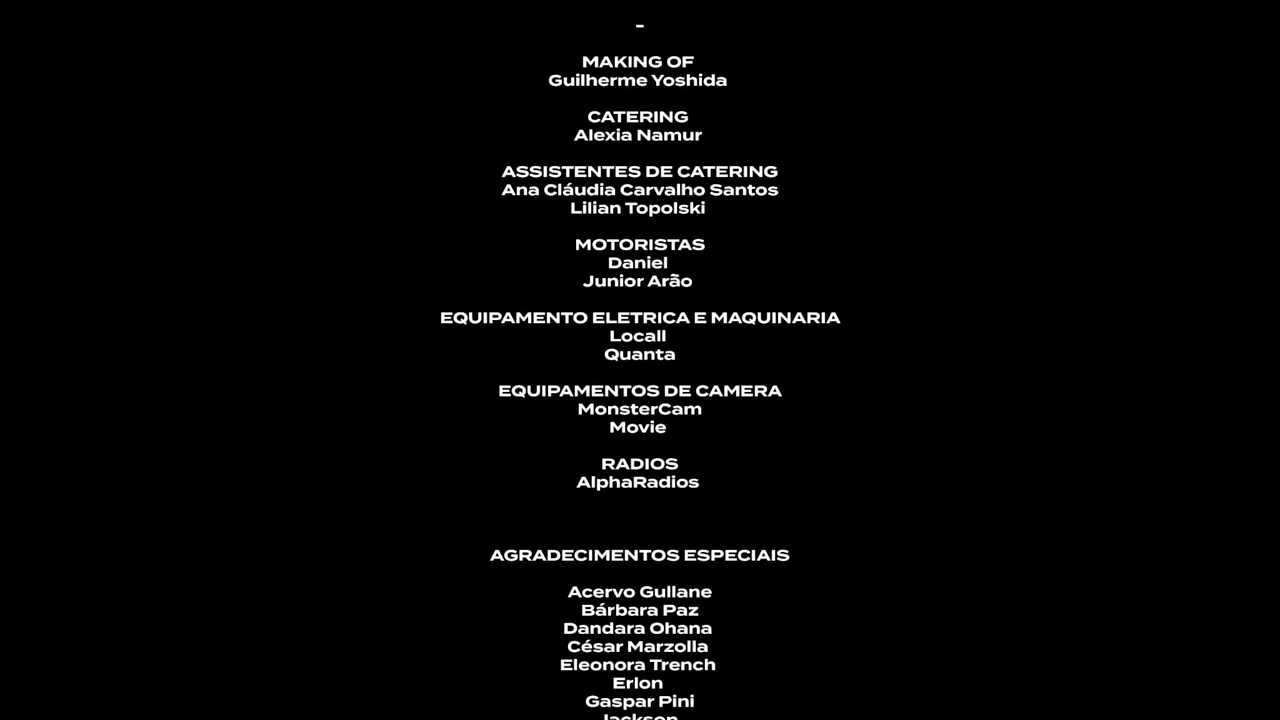 -
MAKING OF
Guilherme Yoshida
CATERING
Alexia Namur
ASSISTENTES DE CATERING
Ana Cláudia Carvalho Santos
Lilian Topolski
MOTORISTAS
Daniel
Junior Arão
EQUIPAMENTO ELETRICA E MAQUINARIA
Locall
Quanta
EQUIPAMENTOS DE CAMERA
MonsterCam
Movie
RADIOS
AlphaRadios
AGRADECIMENTOS ESPECIAIS
Acervo Gullane
Bárbara Paz
Dandara Ohana
César Marzolla
Eleonora Trench
Erlon
Gaspar Pini
Jackson